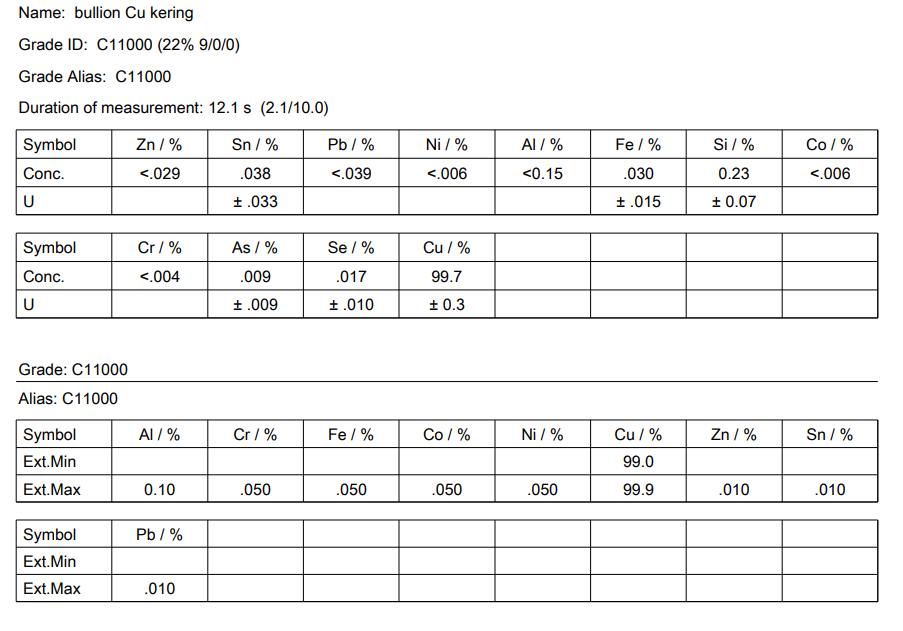 Name: bullion Cu kering
Grade ID: C11000 (22% 9/0/0)
Grade Alias: C11000
Duration of measurement: 12.1 s (2.1/10.0)
Symbol Zn / % Sn / % Pb / % Ni / % Al / % Fe / % Si / % Co / %
Conc. <.029 .038 <.039 <.006 <0.15 .030 0.23 <.006
U ± .033 ± .015 ± 0.07
Symbol Cr / % As / % Se / % Cu / %
Conc. <.004 .009 .017 99.7
U ± .009 ± .010 ± 0.3
Grade: C11000
Alias: C11000
Symbol Al / % Cr / % Fe / % Co / % Ni / % Cu / % Zn / % Sn / %
Ext.Min 99.0
Ext.Max 0.10 .050 .050 .050 .050 99.9 .010 .010
Symbol Pb / %
Ext.Min
Ext.Max .010